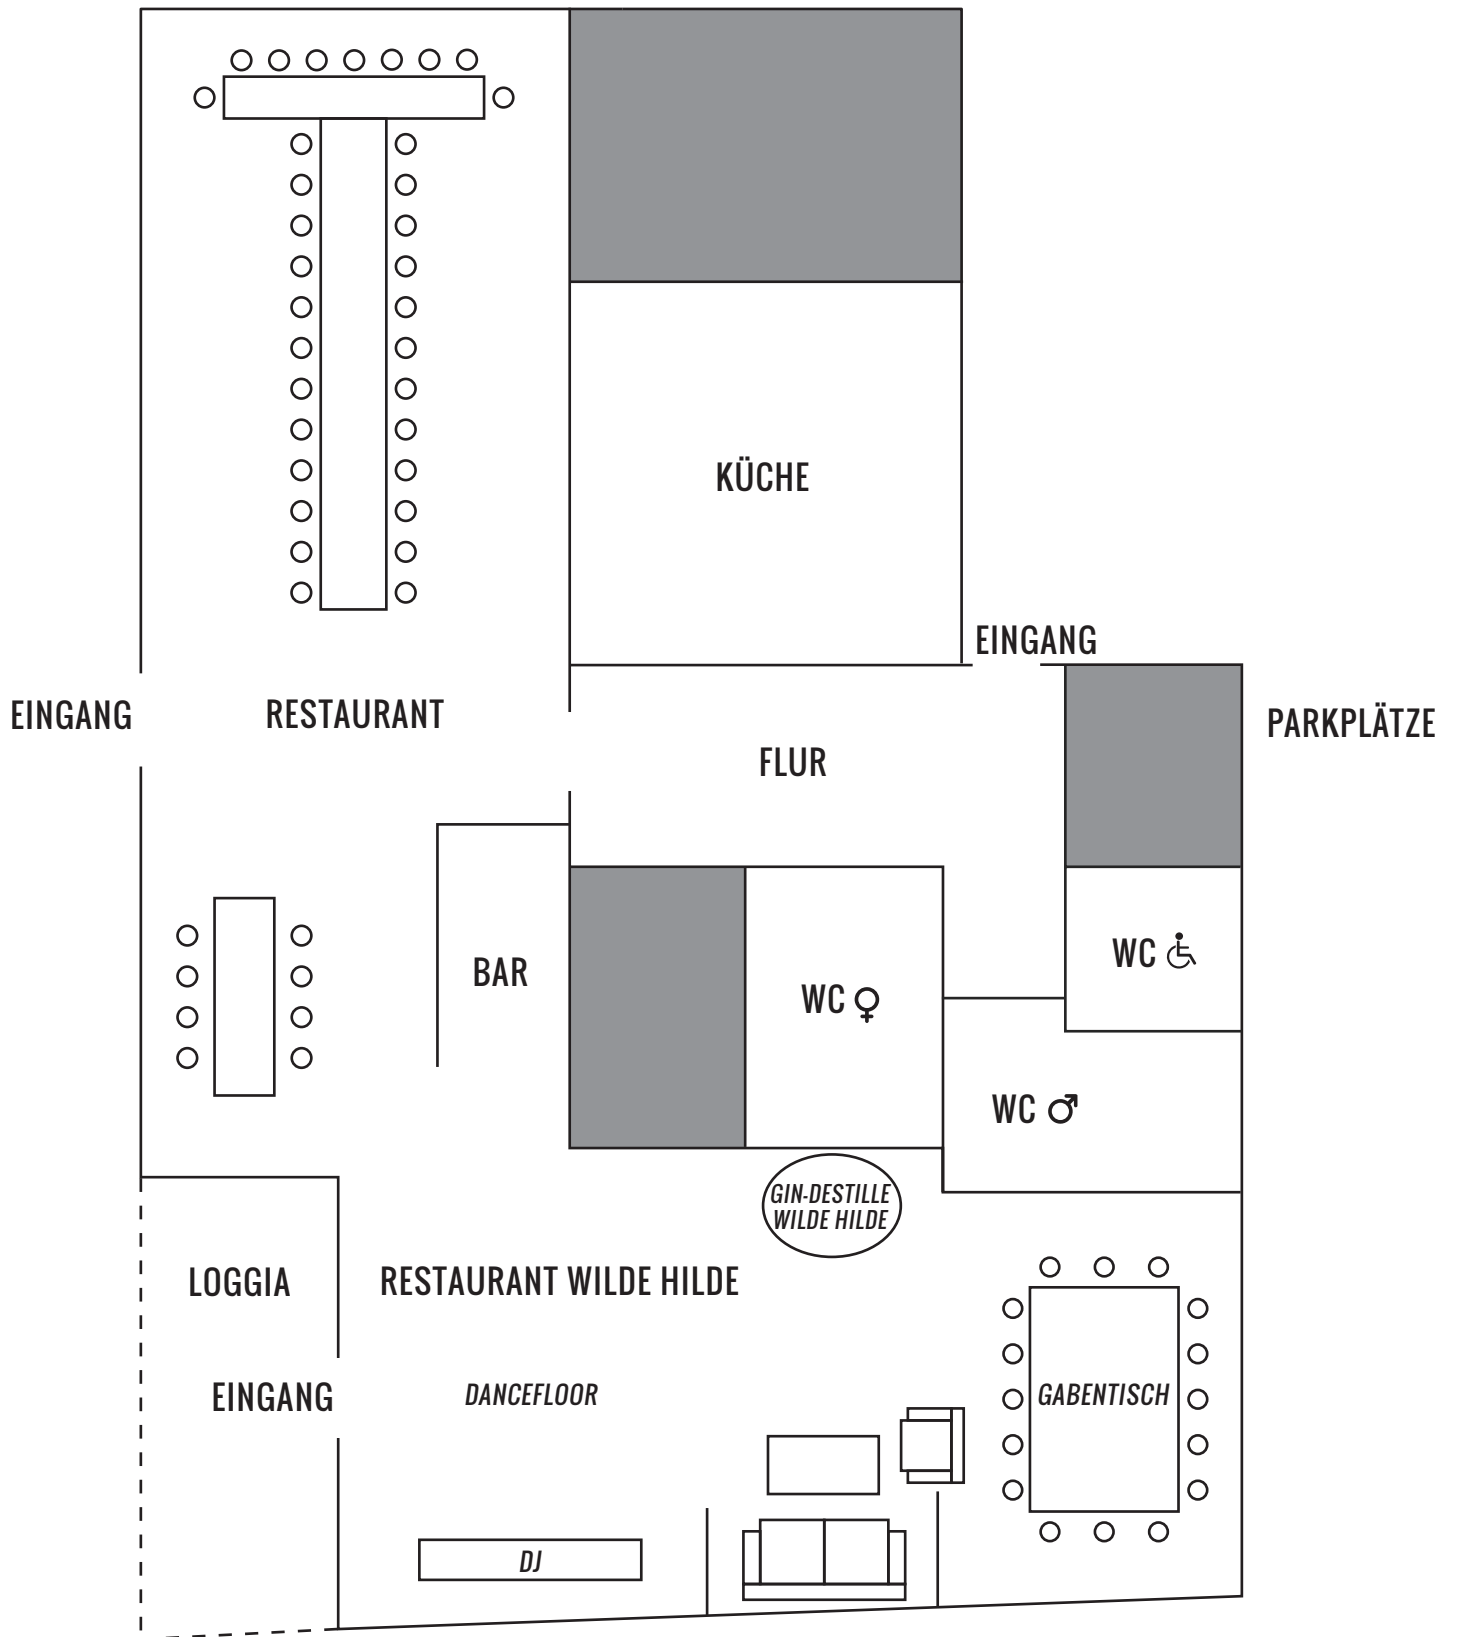 KÜCHE
EINGANG
EINGANG
RESTAURANT
PARKPLÄTZE
FLUR
BAR
WC
WC
WC
GIN-DESTILLE
WILDE HILDE
LOGGIA
RESTAURANT WILDE HILDE
EINGANG
DANCEFLOOR
GABENTISCH
DJ